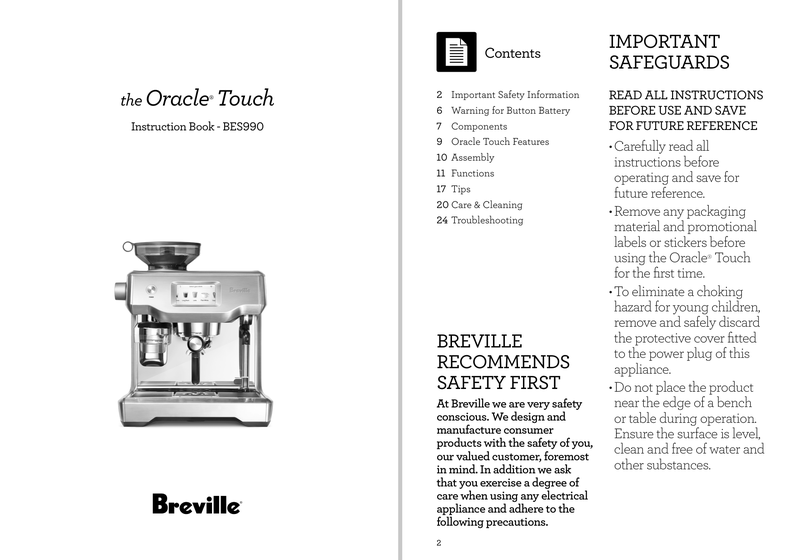 the Oracle® Touch
Instruction Book - BES990
Breville®
Contents
2 Important Safety Information
6 Warning for Button Battery
7 Components
9 Oracle Touch Features
10 Assembly
11 Functions
17 Tips
20 Care & Cleaning
24 Troubleshooting
BREVILLE
RECOMMENDS
SAFETY FIRST
At Breville we are very safety
conscious. We design and
manufacture consumer
products with the safety of you,
our valued customer, foremost
in mind. In addition we ask
that you exercise a degree of
care when using any electrical
appliance and adhere to the
following precautions.
2
IMPORTANT
SAFEGUARDS
READ ALL INSTRUCTIONS
BEFORE USE AND SAVE
FOR FUTURE REFERENCE
• Carefully read all
instructions before
operating and save for
future reference.
• Remove any packaging
material and promotional
labels or stickers before
using the Oracle® Touch
for the first time.
• To eliminate a choking
hazard for young children,
remove and safely discard
the protective cover fitted
to the power plug of this
appliance.
• Do not place the product
near the edge of a bench
or table during operation.
Ensure the surface is level,
clean and free of water and
other substances.